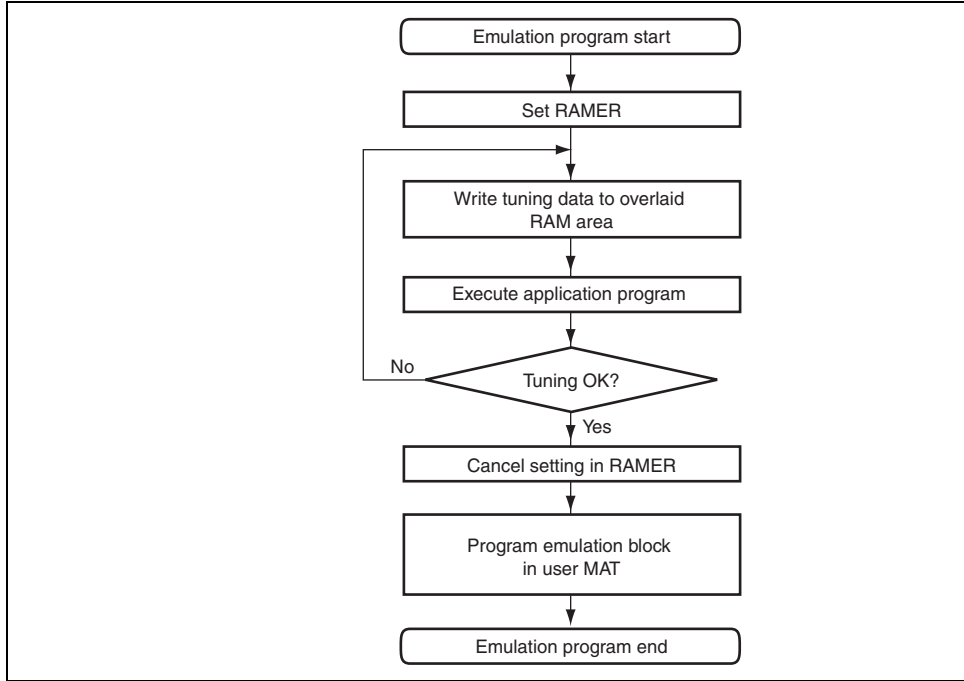 Emulation program start
Set RAMER
Write tuning data to overlaid
RAM area
Execute application program
No
Tuning OK?
Yes
Cancel setting in RAMER
Program emulation block
in user MAT
Emulation program end